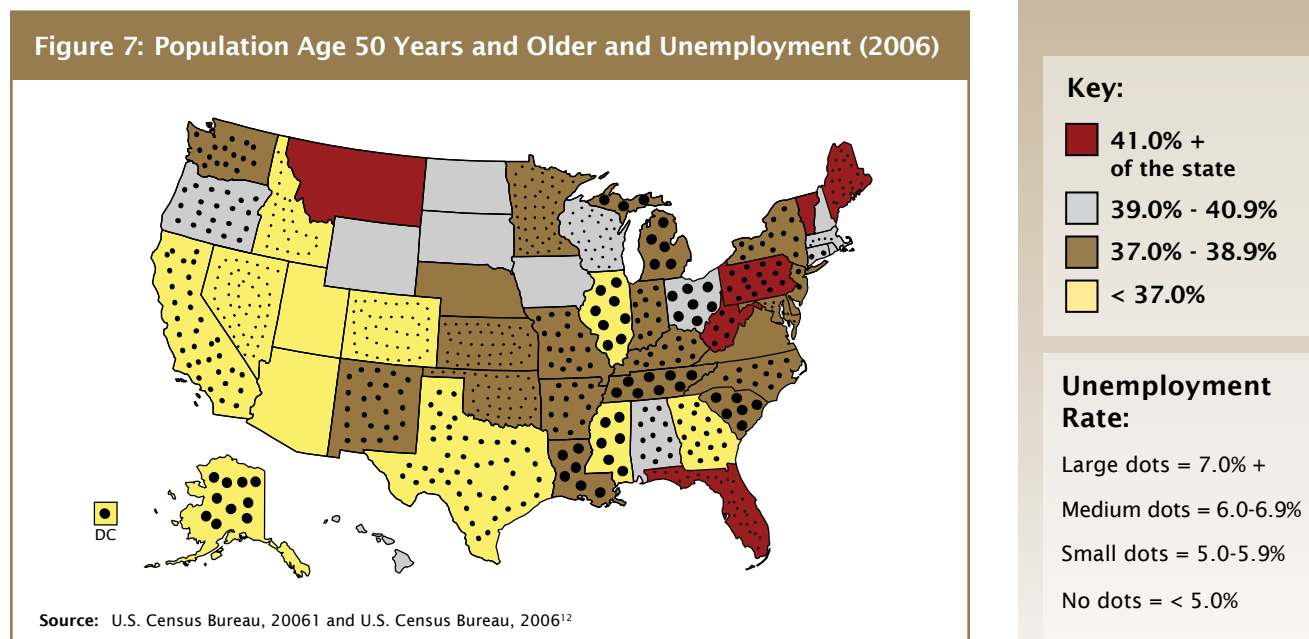 Figure 7: Population Age 50 Years and Older and Unemployment (2006)
DC
Source: U.S. Census Bureau, 20061 and U.S. Census Bureau, 2006¹²
Key:
41.0% +
of the state
39.0% - 40.9%
37.0% - 38.9%
< 37.0%
Unemployment
Rate:
Large dots = 7.0% +
Medium dots = 6.0-6.9%
Small dots = 5.0-5.9%
No dots = < 5.0%